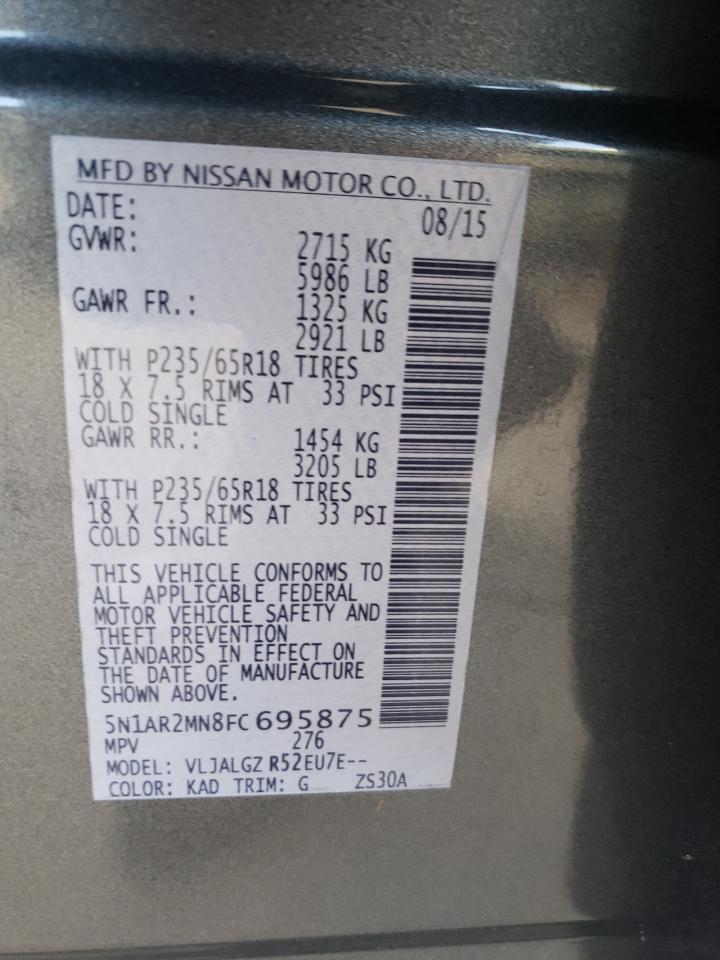 MFD BY NISSAN MOTOR CO., LTD.
DATE: 08/15
GVWR: 2715 KG
5986 LB
GAWR FR.: 1325 KG
2921 LB
WITH P235/65R18 TIRES
18 X 7.5 RIMS AT 33 PSI
COLD SINGLE
GAWR RR.: 1454 KG
3205 LB
WITH P235/65R18 TIRES
18 X 7.5 RIMS AT 33 PSI
COLD SINGLE
THIS VEHICLE CONFORMS TO
ALL APPLICABLE FEDERAL
MOTOR VEHICLE SAFETY AND
THEFT PREVENTION
STANDARDS IN EFFECT ON
THE DATE OF MANUFACTURE
SHOWN ABOVE.
5N1AR2MN8FC695875
MPV 276
MODEL: VLJALGZ R52EU7E--
COLOR: KAD TRIM: G ZS30A